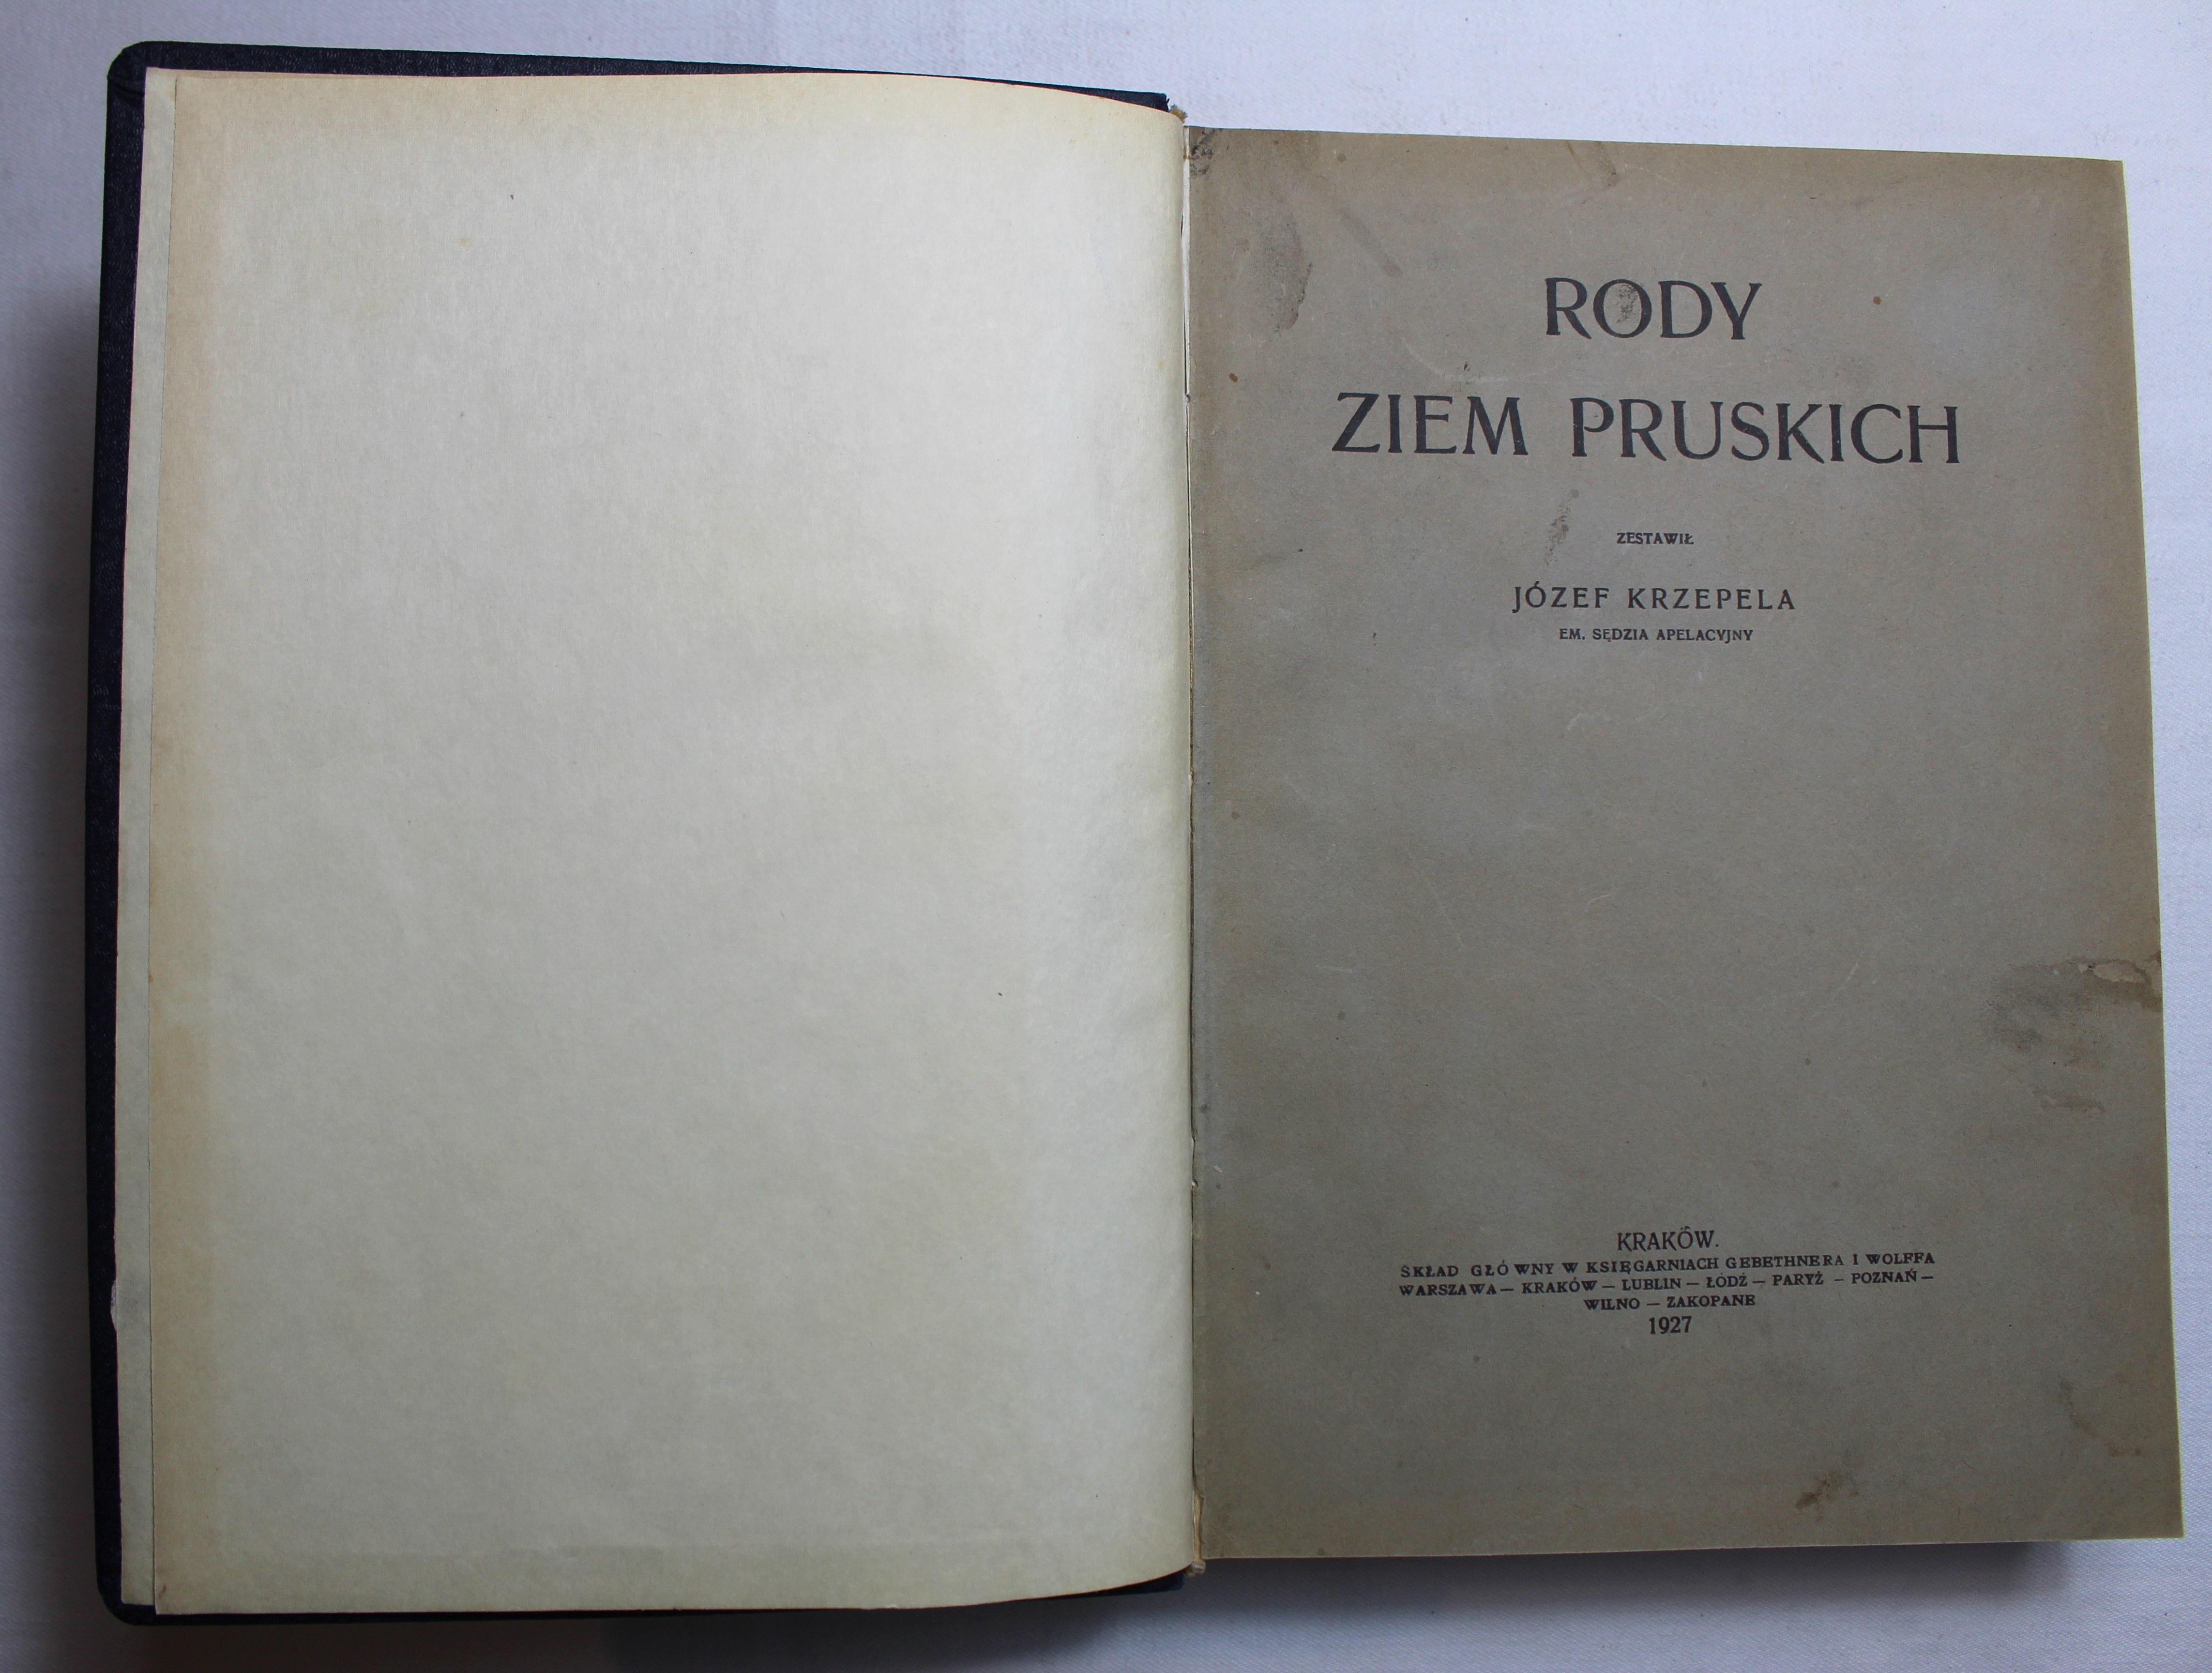 RODY
ZIEM PRUSKICH
ZESTAWIŁ
JÓZEF KRZEPELA
EM. SĘDZIA APELACYJNY
KRAKÓW.
SKŁAD GŁÓWNY W KSIĘGARNIACH GEBETHNERA I WOLFFA
WARSZAWA — KRAKÓW — LUBLIN — ŁÓDŹ — PARYŻ — POZNAŃ —
WILNO — ZAKOPANE
1927